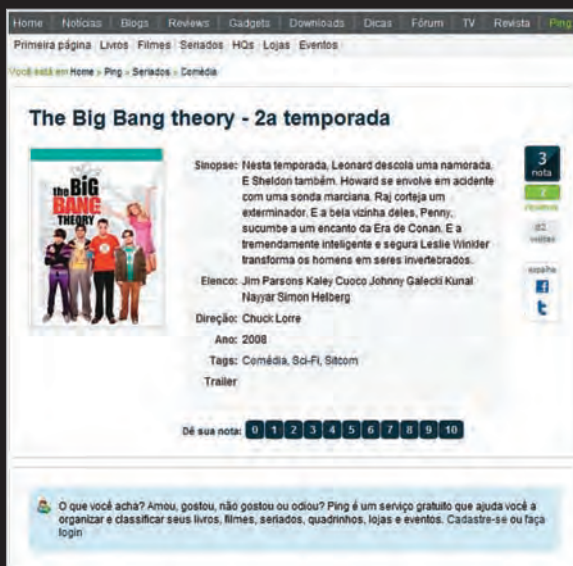 Home Notícias Blogs Reviews Gadgets Downloads Dicas Fórum TV Revista Ping
Primeira página Livros Filmes Seriados HQs Lojas Eventos
Você está em Home » Ping » Seriados » Comédia
The Big Bang theory - 2a temporada
the BIG
BANG
THEORY
Sinopse: Nesta temporada, Leonard descola uma namorada.
E Sheldon também. Howard se envolve em acidente
com uma sonda marciana. Raj corteja um
exterminador. E a bela vizinha deles, Penny,
sucumbe a um encanto da Era de Conan. E a
tremendamente inteligente e segura Leslie Winkler
transforma os homens em seres invertebrados.
Elenco: Jim Parsons Kaley Cuoco Johnny Galecki Kunal
Nayyar Simon Helberg
Direção: Chuck Lorre
Ano: 2008
Tags: Comédia, Sci-Fi, Sitcom
Trailer
3
nota
2
reviews
visitas
espalhe
Dê sua nota: 0 1 2 3 4 5 6 7 8 9 10
O que você acha? Amou, gostou, não gostou ou odiou? Ping é um serviço gratuito que ajuda você a
organizar e classificar seus livros, filmes, seriados, quadrinhos, lojas e eventos. Cadastre-se ou faça
login